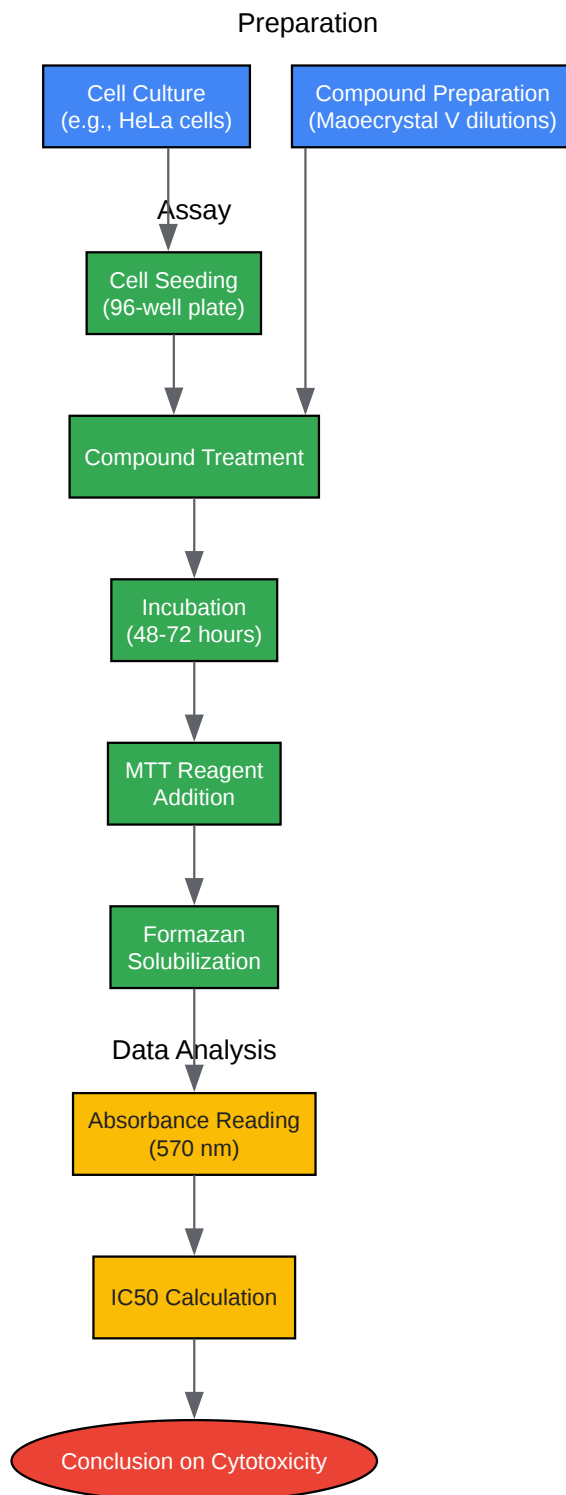 Preparation
Cell Culture
(e.g., HeLa cells)
Compound Preparation
(Maoecrystal V dilutions)
Assay
Cell Seeding
(96-well plate)
Compound Treatment
Incubation
(48-72 hours)
MTT Reagent
Addition
Formazan
Solubilization
Data Analysis
Absorbance Reading
(570 nm)
IC50 Calculation
Conclusion on Cytotoxicity